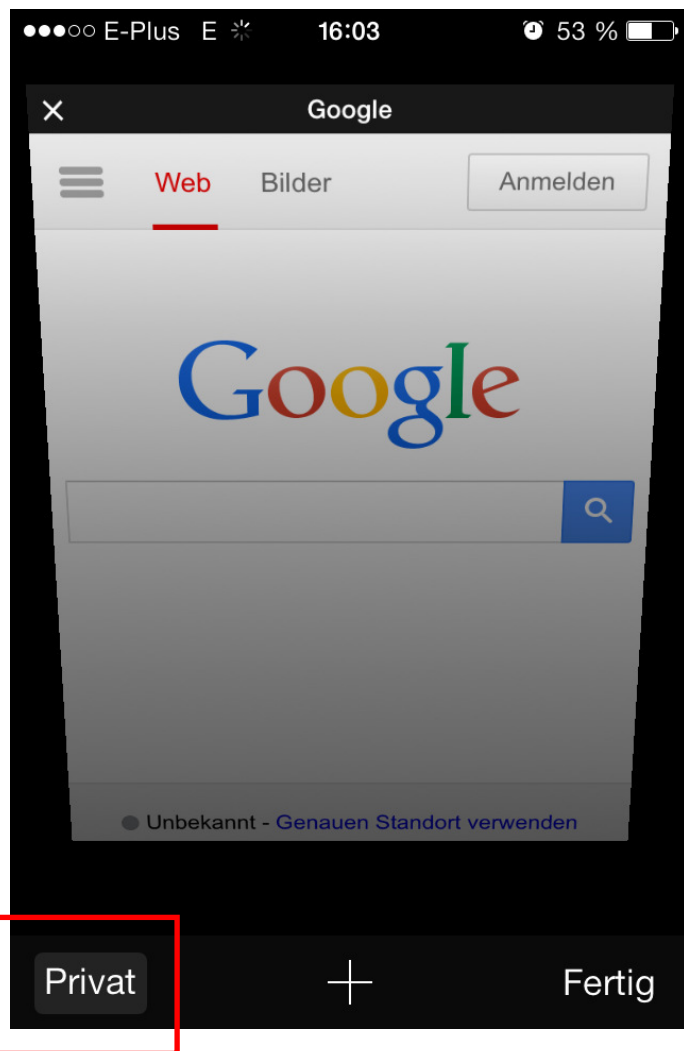 E-Plus E 16:03 53 %
Google
Web Bilder Anmelden
Google
Unbekannt - Genauen Standort verwenden
Privat Fertig